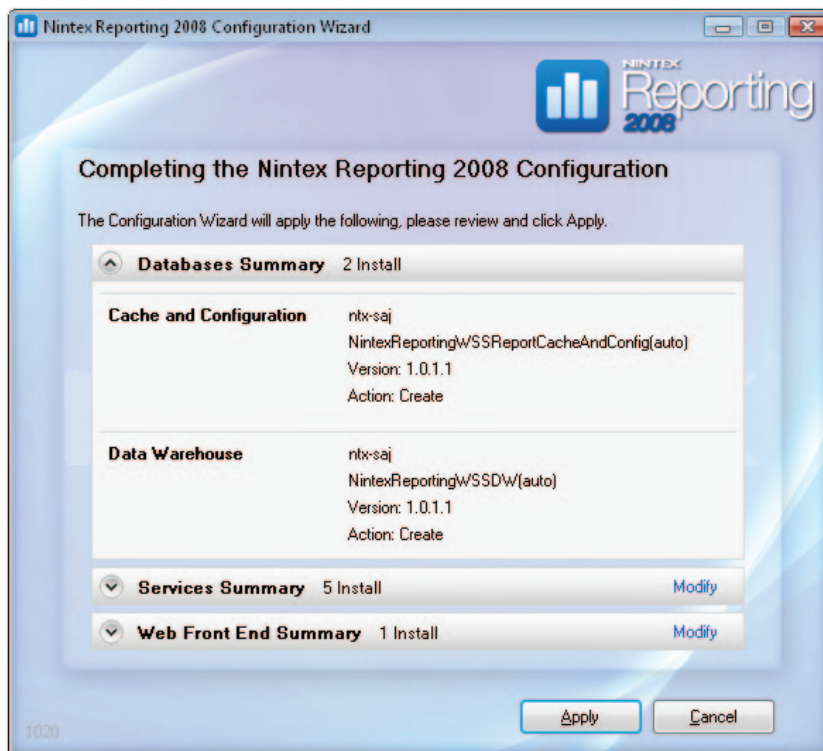 Nintex Reporting 2008 Configuration Wizard
NINTEX
Reporting
2008
Completing the Nintex Reporting 2008 Configuration
The Configuration Wizard will apply the following, please review and click Apply.
Databases Summary 2 Install
Cache and Configuration ntx-saj
NintexReportingWSSReportCacheAndConfig(auto)
Version: 1.0.1.1
Action: Create
Data Warehouse ntx-saj
NintexReportingWSSDW(auto)
Version: 1.0.1.1
Action: Create
Services Summary 5 Install Modify
Web Front End Summary 1 Install Modify
1020
Apply Cancel